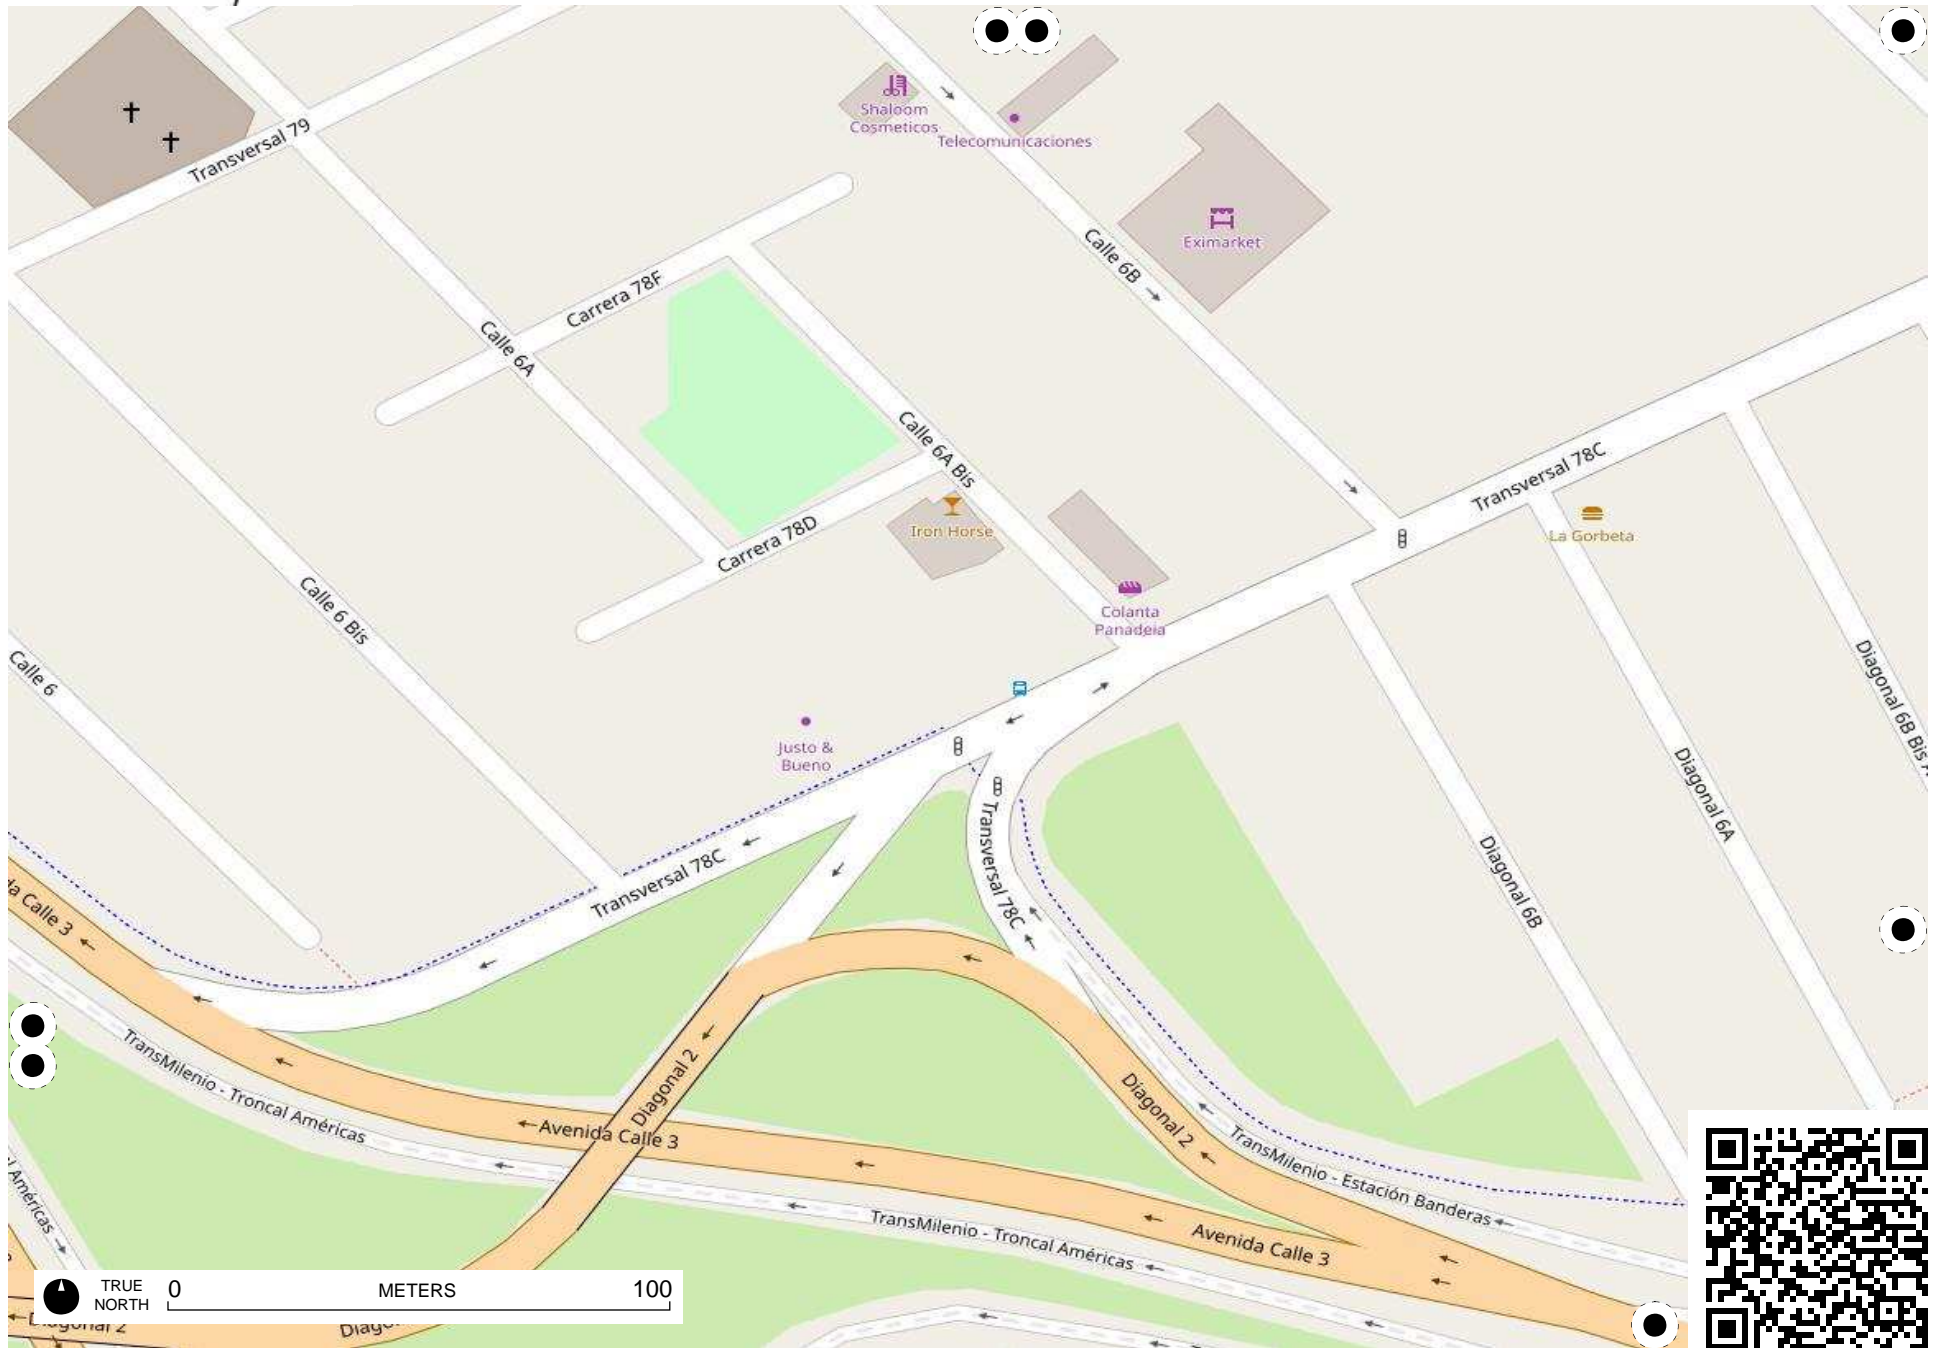 Shaloom
Cosmeticos
Telecomunicaciones
Transversal 79
Eximarket
Calle 6B
Carrera 78F
Calle 6A
Calle 6A Bis
Transversal 78C
Iron Horse
La Gorbeta
Carrera 78D
Calle 6 Bis
Colanta
Panadeia
Calle 6
Diagonal 6B Bis A
Justo &
Bueno
Diagonal 6A
Transversal 78C
Transversal 78C
Diagonal 6B
da Calle 3
TransMilenio - Troncal Américas
Diagonal 2
Avenida Calle 3
Diagonal 2
TransMilenio - Estación Banderas
l Américas
TransMilenio - Troncal Américas
Avenida Calle 3
TRUE
NORTH
0 METERS 100
Diagonal 2
Diago